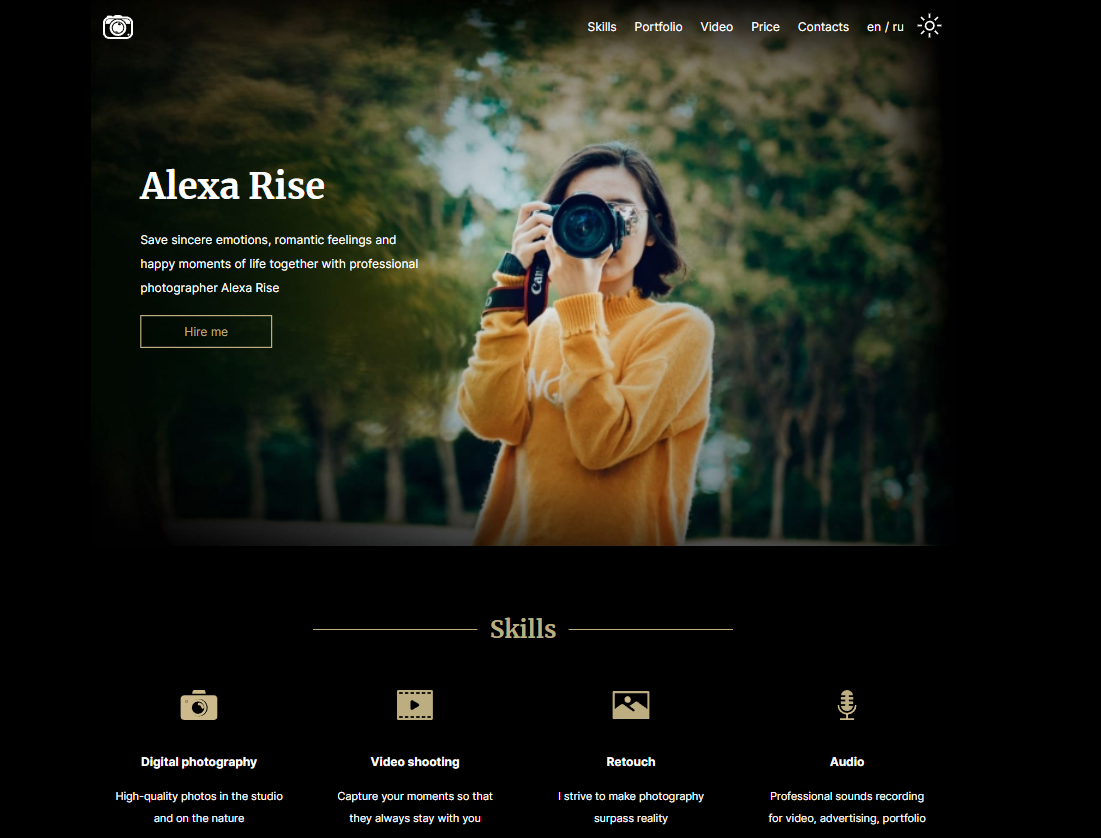 Skills Portfolio Video Price Contacts en / ru
Alexa Rise
Save sincere emotions, romantic feelings and
happy moments of life together with professional
photographer Alexa Rise
Hire me
Skills
Digital photography
High-quality photos in the studio
and on the nature
Video shooting
Capture your moments so that
they always stay with you
Retouch
I strive to make photography
surpass reality
Audio
Professional sounds recording
for video, advertising, portfolio